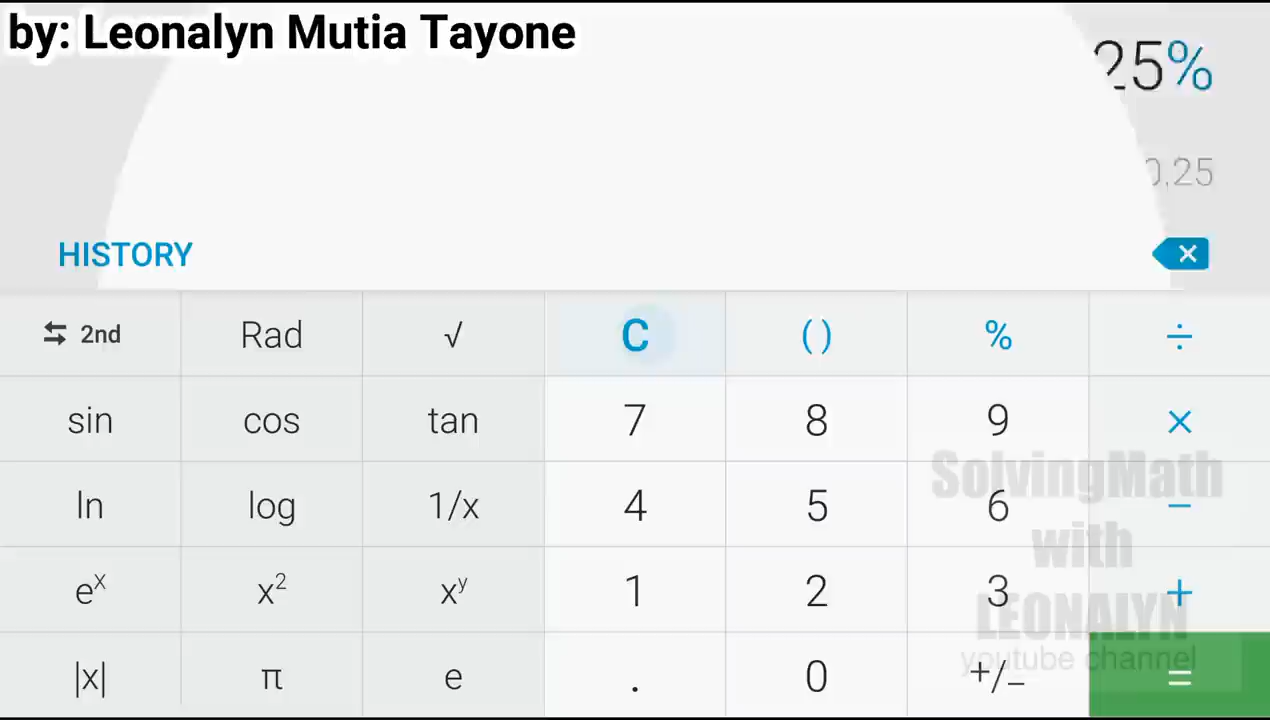 by: Leonalyn Mutia Tayone
25%
0.25
HISTORY
2nd Rad √ C ( ) % ÷
sin cos tan 7 8 9 ×
ln log 1/x 4 5 6 −
eˣ x² xʸ 1 2 3 +
|x| π e . 0 +/− =
SolvingMath
with
LEONALYN
youtube channel